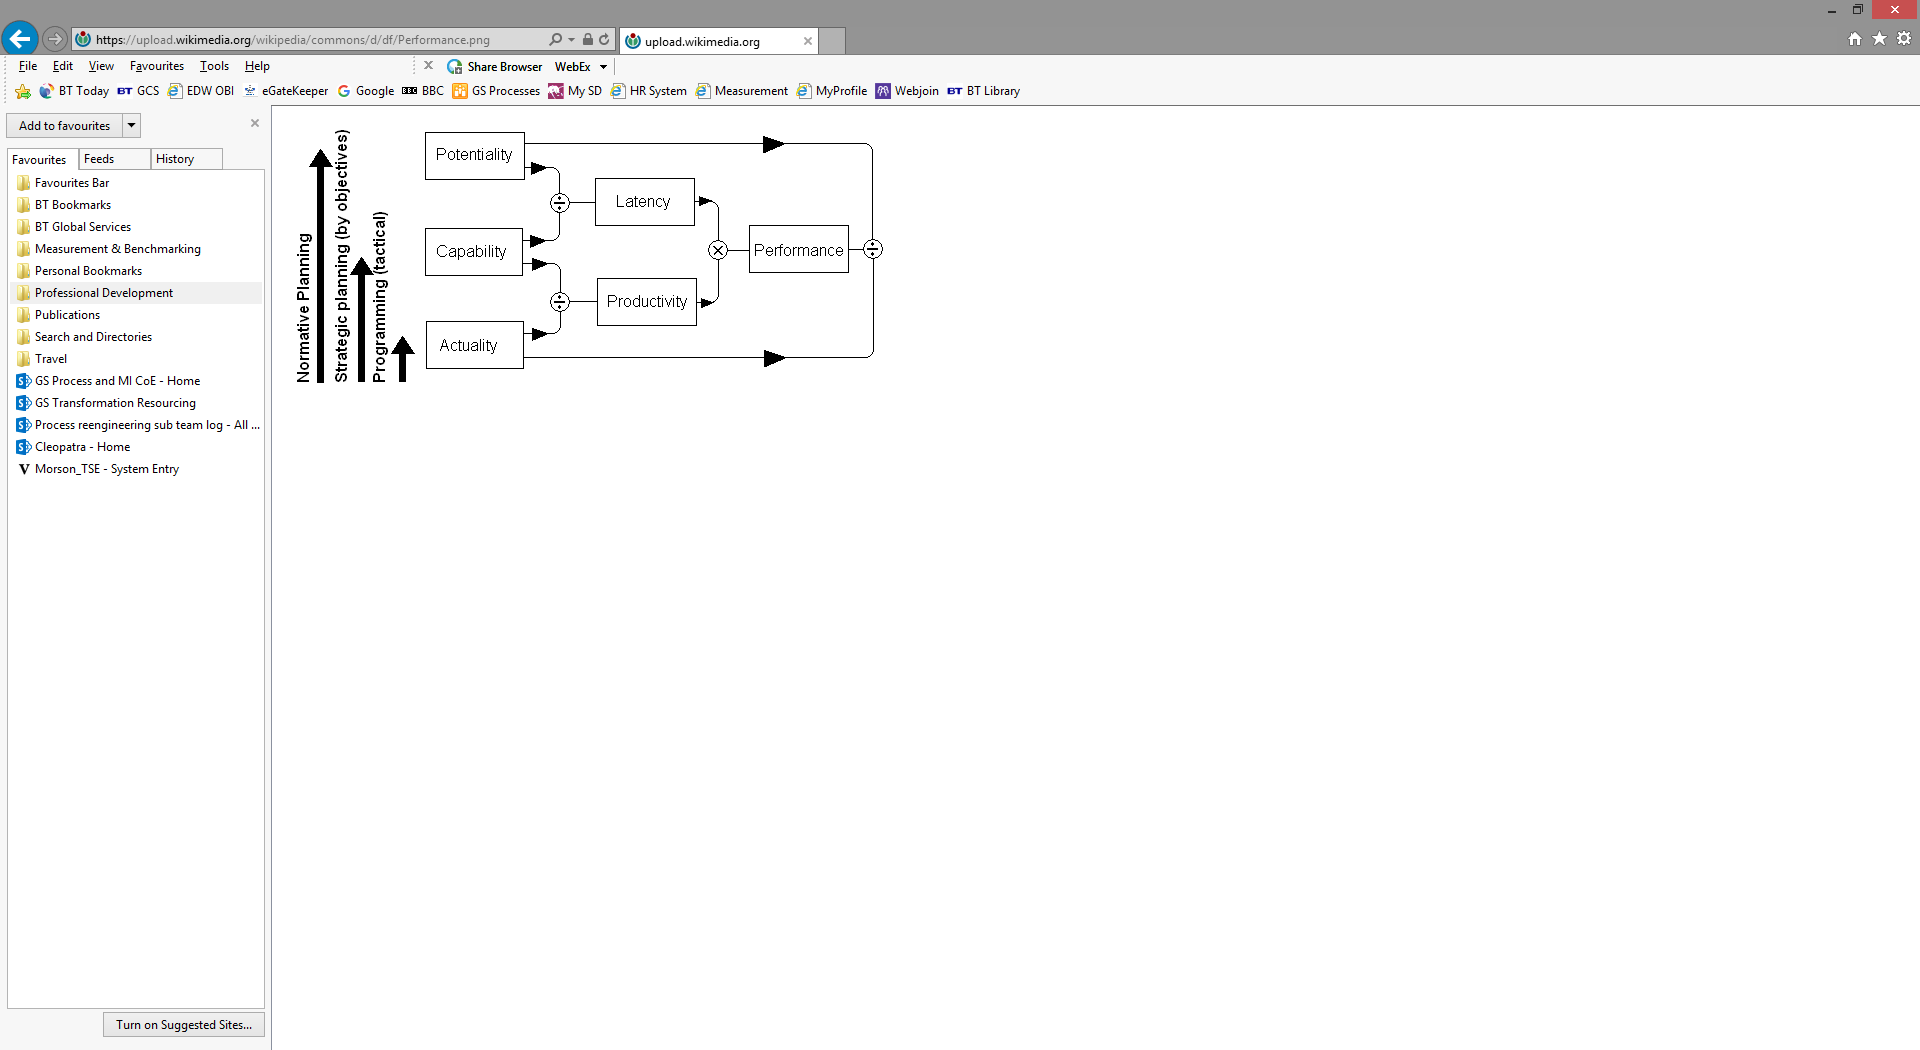 https://upload.wikimedia.org/wikipedia/commons/d/df/Performance.png
upload.wikimedia.org
File Edit View Favourites Tools Help
Share Browser WebEx
BT Today BT GCS EDW OBI eGateKeeper Google BBC BBC GS Processes My SD HR System Measurement MyProfile Webjoin BT BT Library
Add to favourites
Favourites Feeds History
Favourites Bar
BT Bookmarks
BT Global Services
Measurement & Benchmarking
Personal Bookmarks
Professional Development
Publications
Search and Directories
Travel
GS Process and MI CoE - Home
GS Transformation Resourcing
Process reengineering sub team log - All ...
Cleopatra - Home
V Morson_TSE - System Entry
Turn on Suggested Sites...
Normative Planning
Strategic planning (by objectives)
Programming (tactical)
Potentiality
Latency
Capability
Performance
Productivity
Actuality